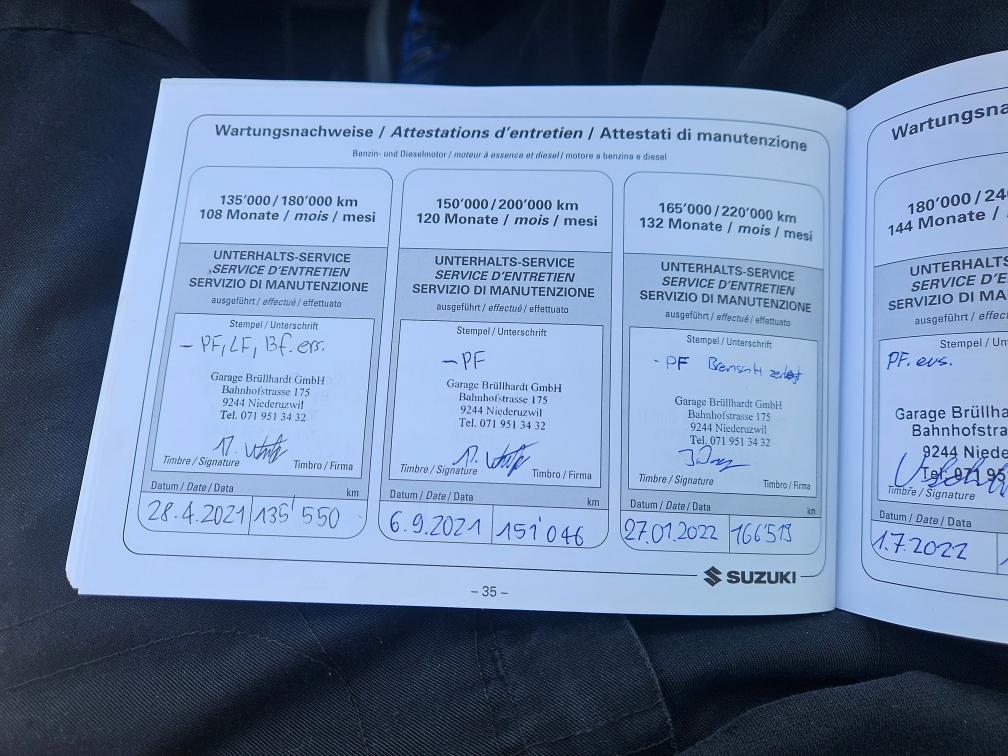 Wartungsnachweise / Attestations d'entretien / Attestati di manutenzione
Benzin- und Dieselmotor / moteur à essence et diesel / motore a benzina e diesel
135'000 / 180'000 km
108 Monate / mois / mesi
UNTERHALTS-SERVICE
SERVICE D'ENTRETIEN
SERVIZIO DI MANUTENZIONE
ausgeführt / effectué / effettuato
Stempel / Unterschrift
- PF, LF, Bf. ers.
Garage Brüllhardt GmbH
Bahnhofstrasse 175
9244 Niederuzwil
Tel. 071 951 34 32
Timbre / Signature Timbro / Firma
Datum / Date / Data km
28.4.2021 135'550
150'000 / 200'000 km
120 Monate / mois / mesi
UNTERHALTS-SERVICE
SERVICE D'ENTRETIEN
SERVIZIO DI MANUTENZIONE
ausgeführt / effectué / effettuato
Stempel / Unterschrift
- PF
Garage Brüllhardt GmbH
Bahnhofstrasse 175
9244 Niederuzwil
Tel. 071 951 34 32
Timbre / Signature Timbro / Firma
Datum / Date / Data km
6.9.2021 151'046
165'000 / 220'000 km
132 Monate / mois / mesi
UNTERHALTS-SERVICE
SERVICE D'ENTRETIEN
SERVIZIO DI MANUTENZIONE
ausgeführt / effectué / effettuato
Stempel / Unterschrift
- PF
Garage Brüllhardt GmbH
Bahnhofstrasse 175
9244 Niederuzwil
Tel. 071 951 34 32
Timbre / Signature Timbro / Firma
Datum / Date / Data km
27.01.2022 166'519
SUZUKI
- 35 -
Wartungsna
180'000 / 24
144 Monate /
UNTERHALTS
SERVICE D'E
SERVIZIO DI MA
ausgeführt / effec
Stempel / Un
PF. ers.
Garage Brüllha
Bahnhofstra
9244 Niede
Tel. 071 95
Timbre / Signature
Datum / Date / Data
1.7.2022